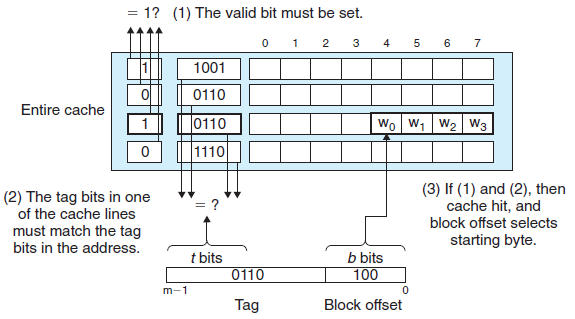 = 1? (1) The valid bit must be set.
0 1 2 3 4 5 6 7
1 1001
0 0110
Entire cache
1 0110 w0 w1 w2 w3
0 1110
(2) The tag bits in one
of the cache lines
must match the tag
bits in the address.
= ?
(3) If (1) and (2), then
cache hit, and
block offset selects
starting byte.
t bits b bits
0110 100
m−1 0
Tag Block offset